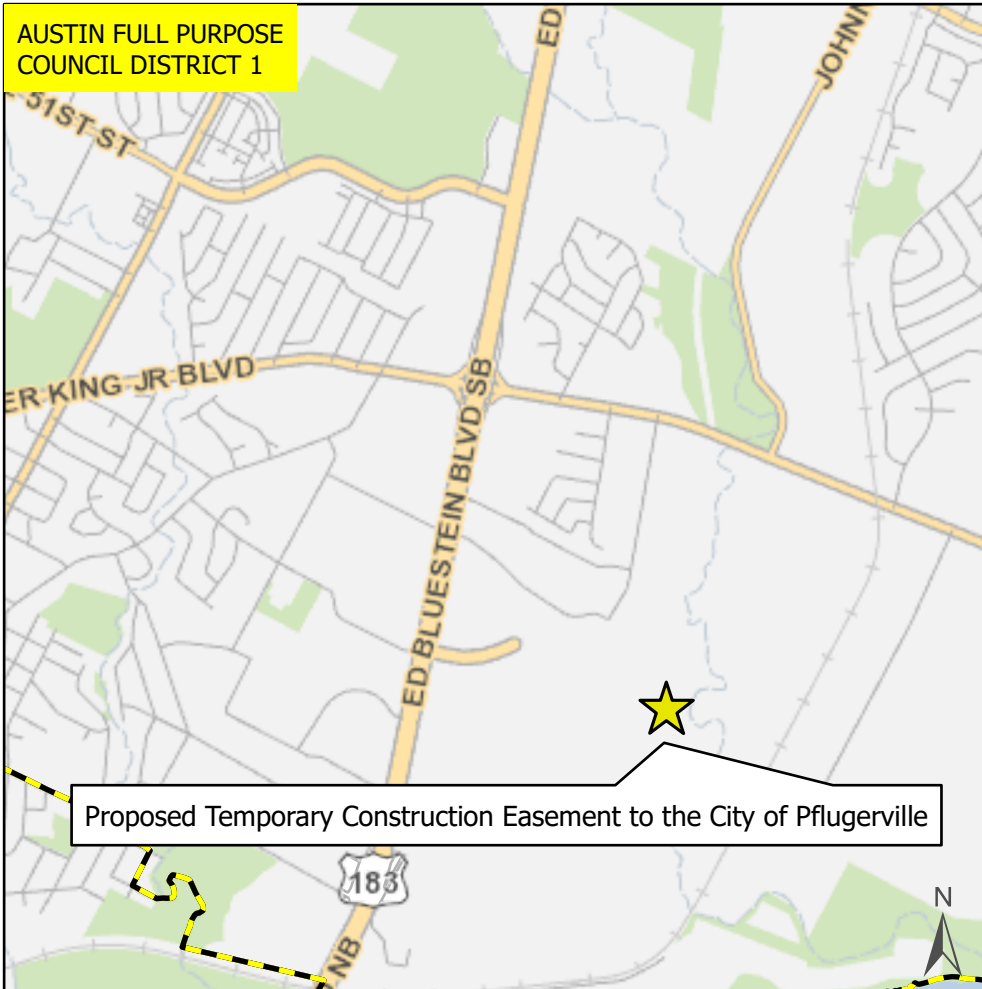 AUSTIN FULL PURPOSE
COUNCIL DISTRICT 1
ED
JOHNN
51ST ST
ER KING JR BLVD
ED BLUESTEIN BLVD SB
Proposed Temporary Construction Easement to the City of Pflugerville
183
NB
N